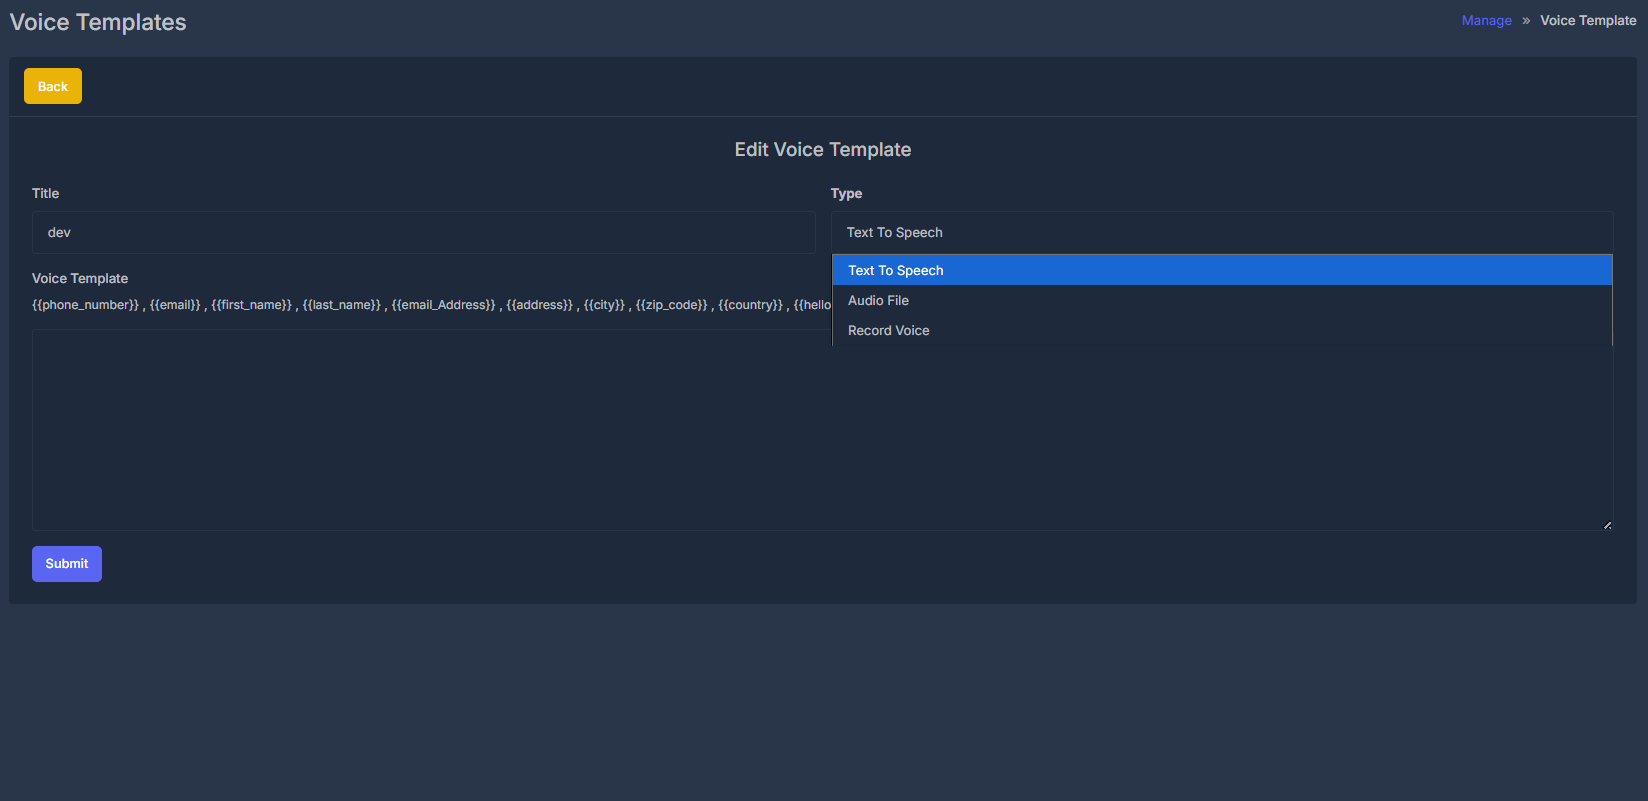 Voice Templates
Manage » Voice Template
Back
Edit Voice Template
Title
Type
dev
Text To Speech
Text To Speech
Audio File
Record Voice
Voice Template
{{phone_number}} , {{email}} , {{first_name}} , {{last_name}} , {{email_Address}} , {{address}} , {{city}} , {{zip_code}} , {{country}} , {{hello
Submit